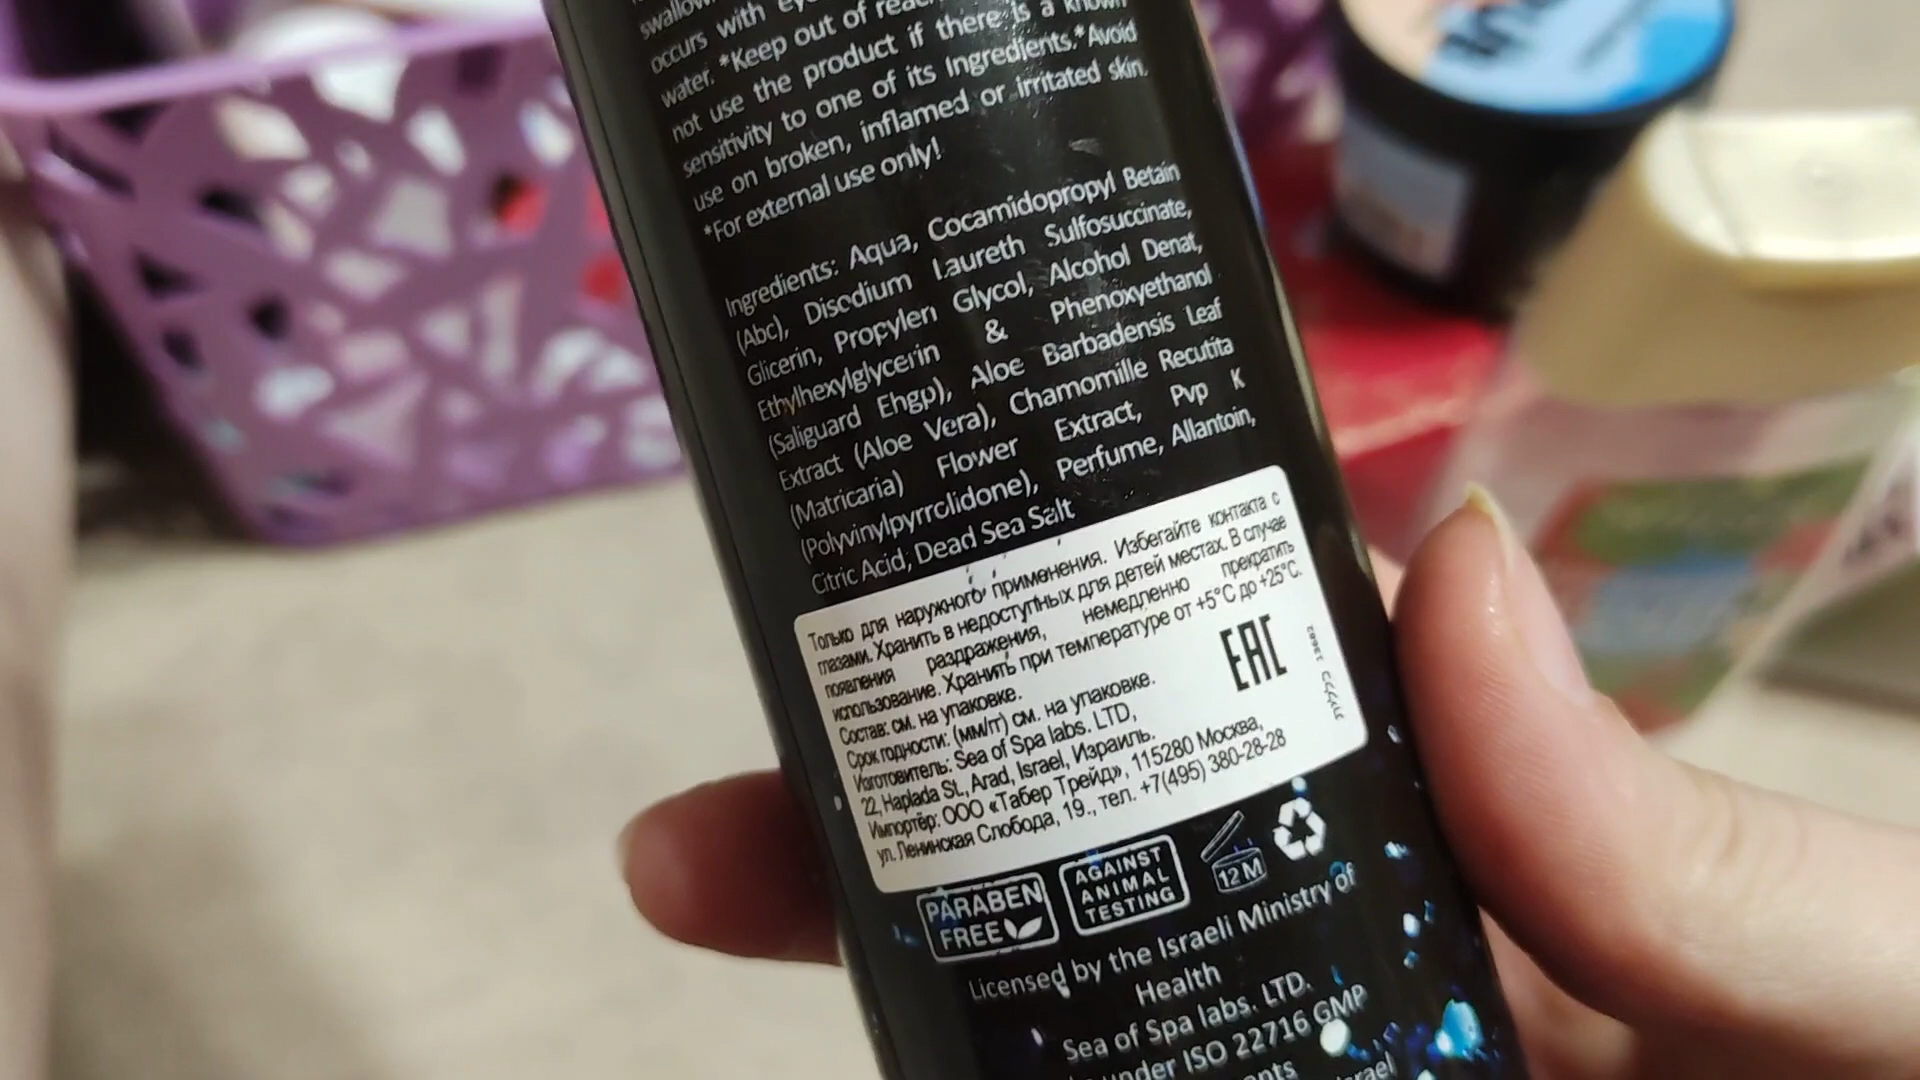 occurs with
water. *Keep out of
not use the product if there is a known
sensitivity to one of its Ingredients.*Avoid
use on broken, inflamed or irritated skin.
*For external use only!
Ingredients: Aqua, Cocamidopropyl Betain
(Abc), Disodium Laureth Sulfosuccinate,
Glicerin, Propylen Glycol, Alcohol Denat,
Ethylhexylglycerin & Phenoxyethanol
(Saliguard Ehgp), Aloe Barbadensis Leaf
Extract (Aloe Vera), Chamomille Recutita
(Matricaria) Flower Extract, Pvp K
(Polyvinylpyrrolidone), Perfume, Allantoin,
Citric Acid, Dead Sea Salt
Только для наружного применения. Избегайте контакта с
глазами. Хранить в недоступных для детей местах. В случае
появления раздражения, немедленно прекратить
использование. Хранить при температуре от +5°C до +25°C.
Состав: см. на упаковке.
Срок годности: (мм/гг) см. на упаковке.
Изготовитель: Sea of Spa labs. LTD,
22, Haplada St., Arad, Israel, Израиль.
Импортёр: ООО «Табер Трейд», 115280 Москва,
ул. Ленинская Слобода, 19., тел. +7(495) 380-28-28
EAC
PARABEN
FREE
AGAINST
ANIMAL
TESTING
12 M
Licensed by the Israeli Ministry of
Health
Sea of Spa labs. LTD.
under ISO 22716 GMP